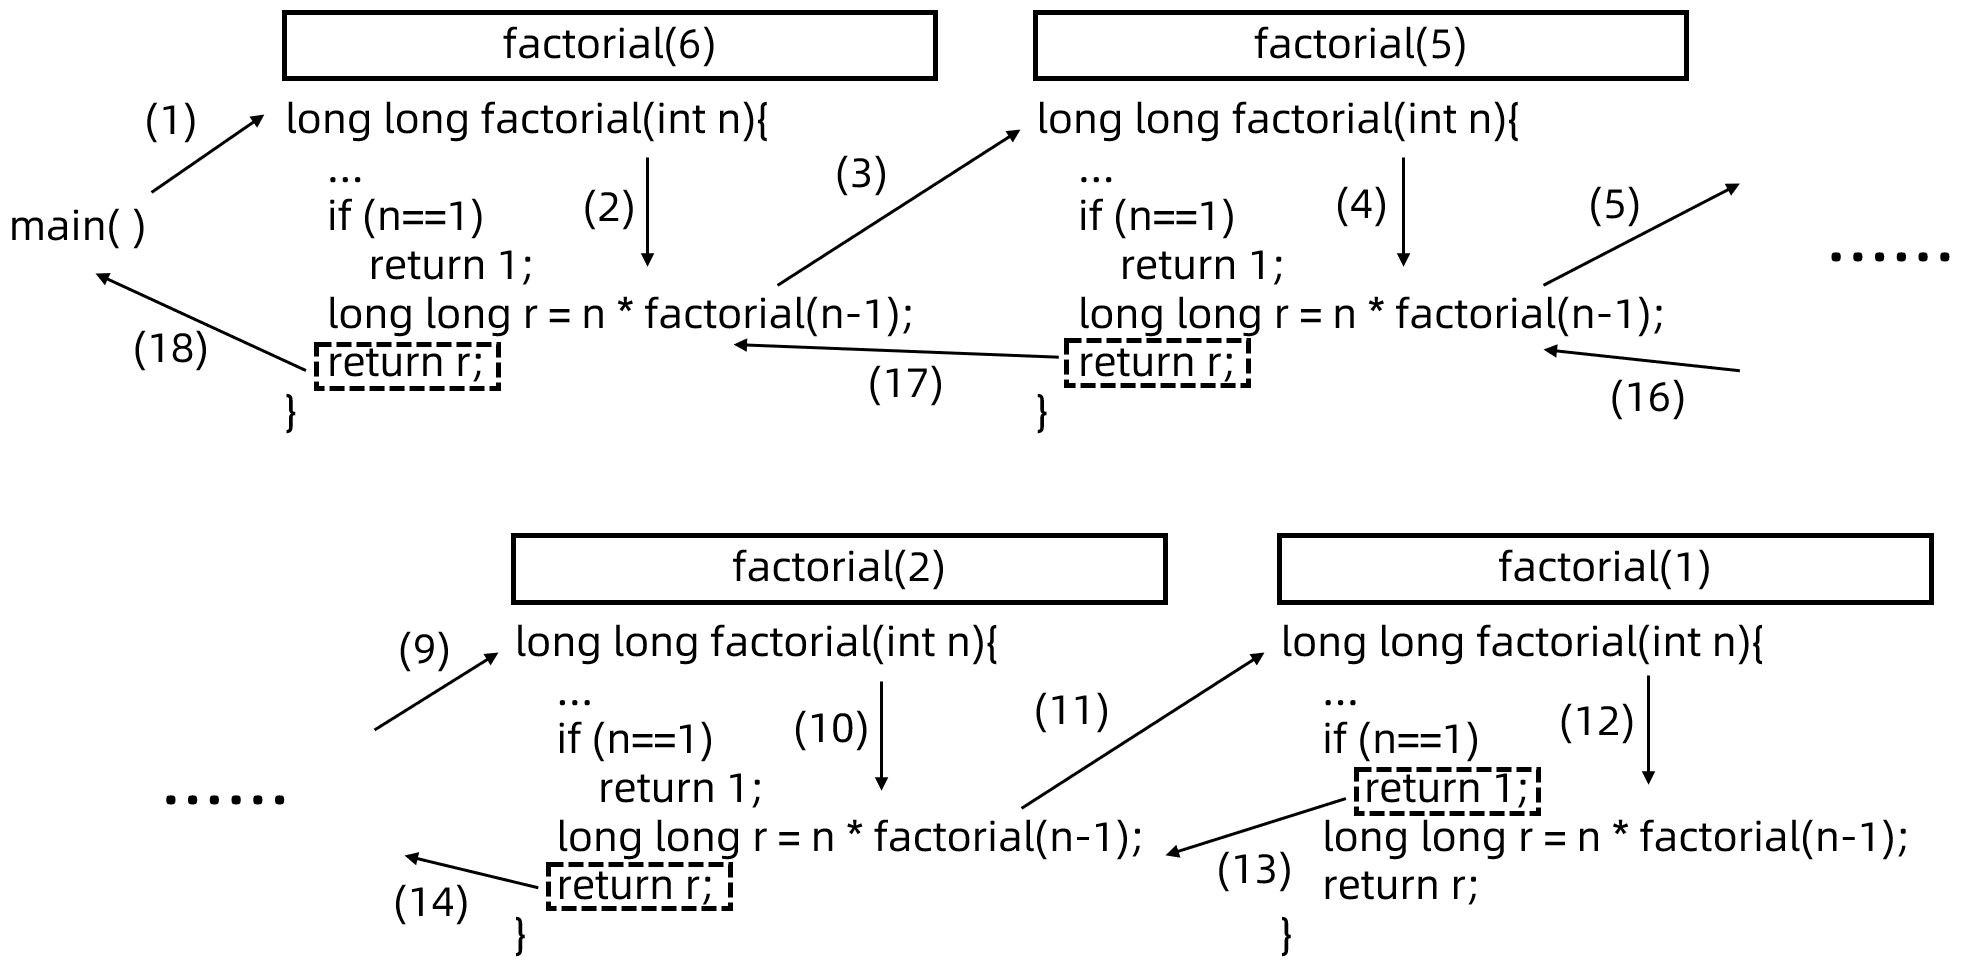 factorial(6)
long long factorial(int n){
...
if (n==1)
return 1;
long long r = n * factorial(n-1);
return r;
}
factorial(5)
long long factorial(int n){
...
if (n==1)
return 1;
long long r = n * factorial(n-1);
return r;
}
main( )
(1)
(2)
(3)
(4)
(5)
......
(16)
(17)
(18)
factorial(2)
long long factorial(int n){
...
if (n==1)
return 1;
long long r = n * factorial(n-1);
return r;
}
factorial(1)
long long factorial(int n){
...
if (n==1)
return 1;
long long r = n * factorial(n-1);
return r;
}
......
(9)
(10)
(11)
(12)
(13)
(14)